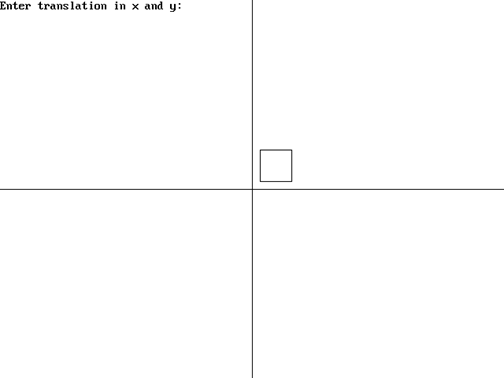 Enter translation in x and y: